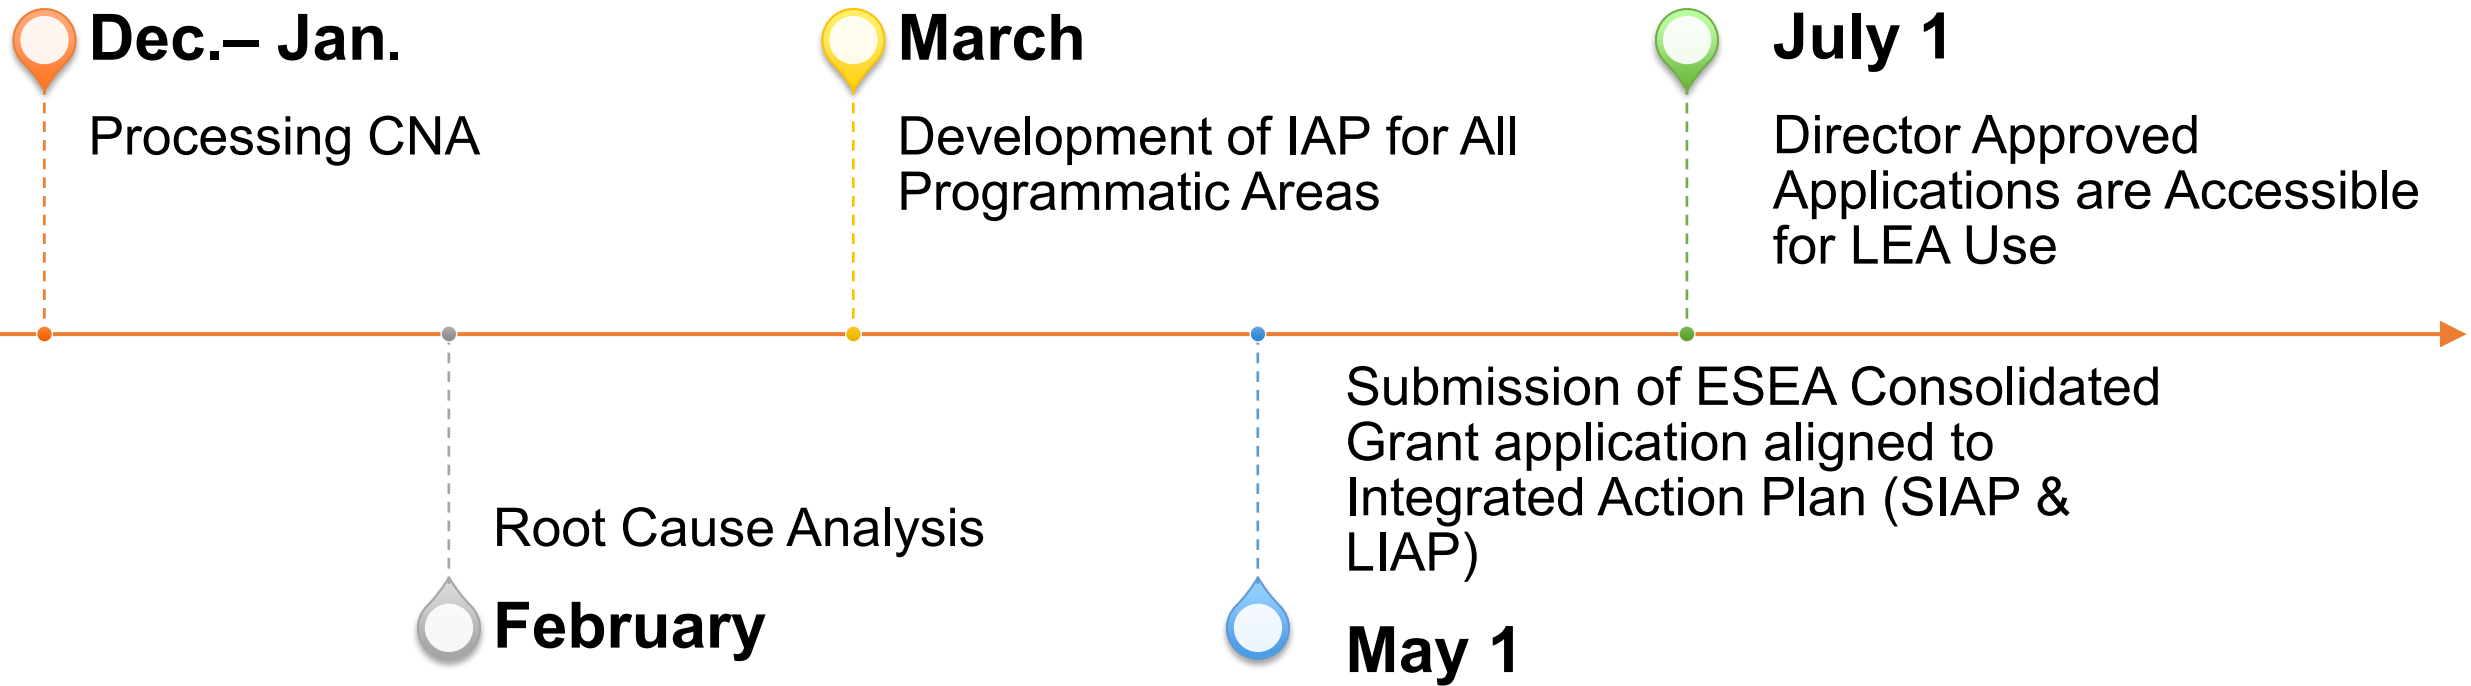 Dec.– Jan.
Processing CNA
March
Development of IAP for All
Programmatic Areas
July 1
Director Approved
Applications are Accessible
for LEA Use
Root Cause Analysis
February
Submission of ESEA Consolidated
Grant application aligned to
Integrated Action Plan (SIAP &
LIAP)
May 1